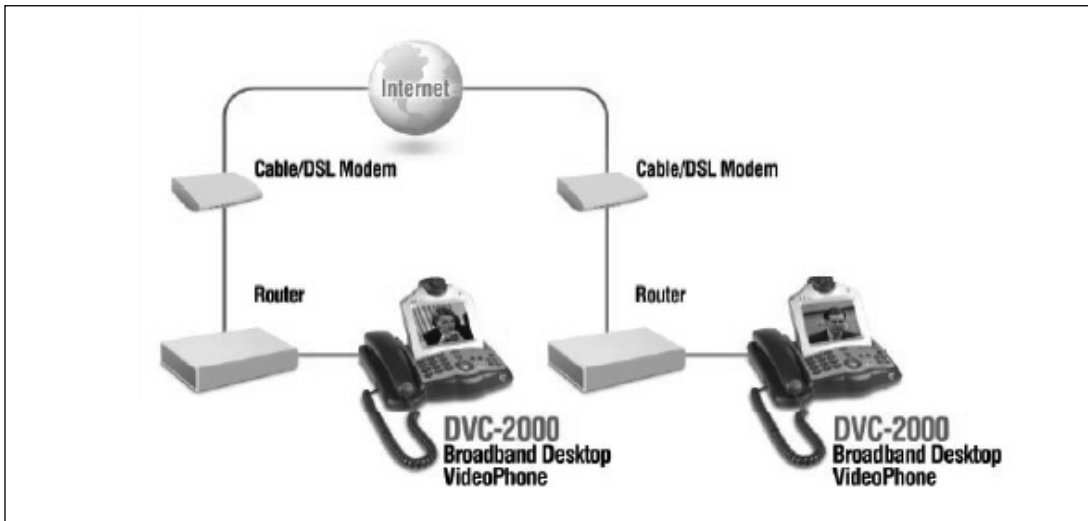 Internet
Cable/DSL Modem
Cable/DSL Modem
Router
Router
DVC-2000
Broadband Desktop
VideoPhone
DVC-2000
Broadband Desktop
VideoPhone